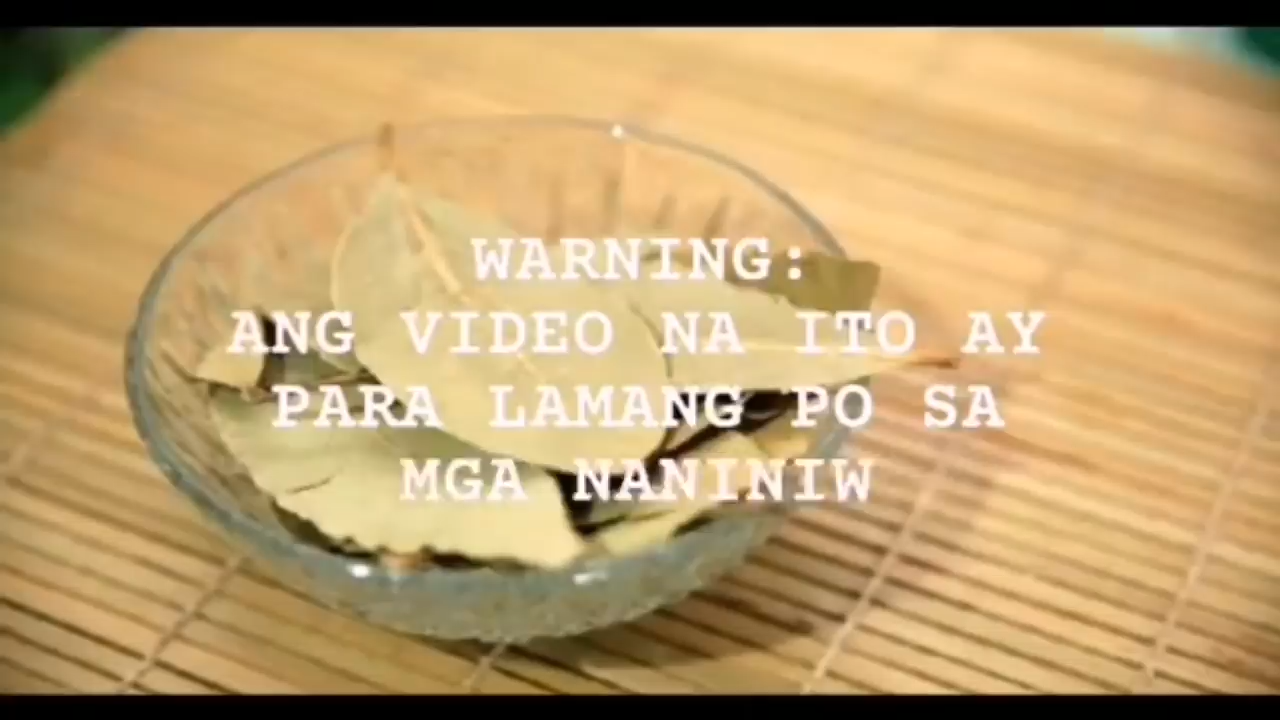 WARNING:
ANG VIDEO NA ITO AY
PARA LAMANG PO SA
MGA NANINIW